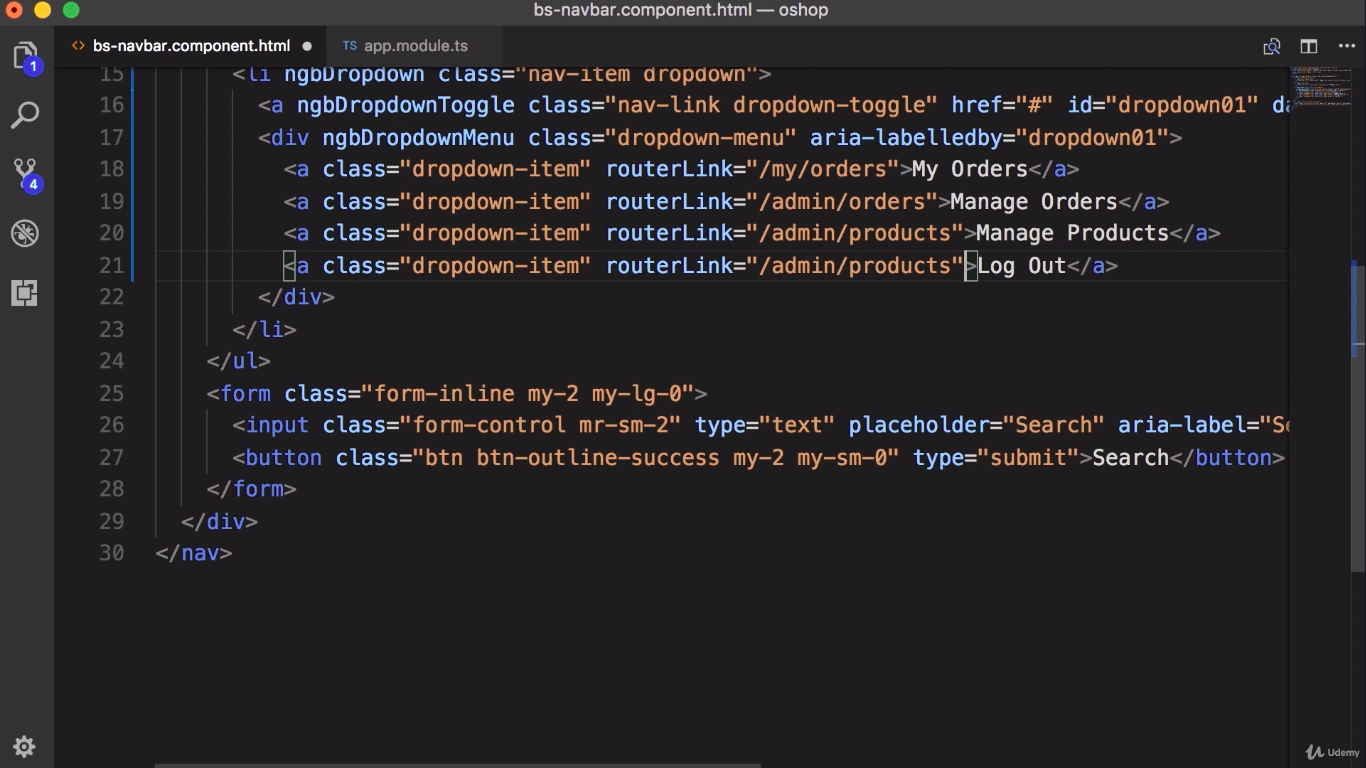 bs-navbar.component.html — oshop
<> bs-navbar.component.html ● TS app.module.ts
1
4
15 <li ngbDropdown class="nav-item dropdown">
16 <a ngbDropdownToggle class="nav-link dropdown-toggle" href="#" id="dropdown01" da
17 <div ngbDropdownMenu class="dropdown-menu" aria-labelledby="dropdown01">
18 <a class="dropdown-item" routerLink="/my/orders">My Orders</a>
19 <a class="dropdown-item" routerLink="/admin/orders">Manage Orders</a>
20 <a class="dropdown-item" routerLink="/admin/products">Manage Products</a>
21 <a class="dropdown-item" routerLink="/admin/products">Log Out</a>
22 </div>
23 </li>
24 </ul>
25 <form class="form-inline my-2 my-lg-0">
26 <input class="form-control mr-sm-2" type="text" placeholder="Search" aria-label="Se
27 <button class="btn btn-outline-success my-2 my-sm-0" type="submit">Search</button>
28 </form>
29 </div>
30 </nav>
Udemy